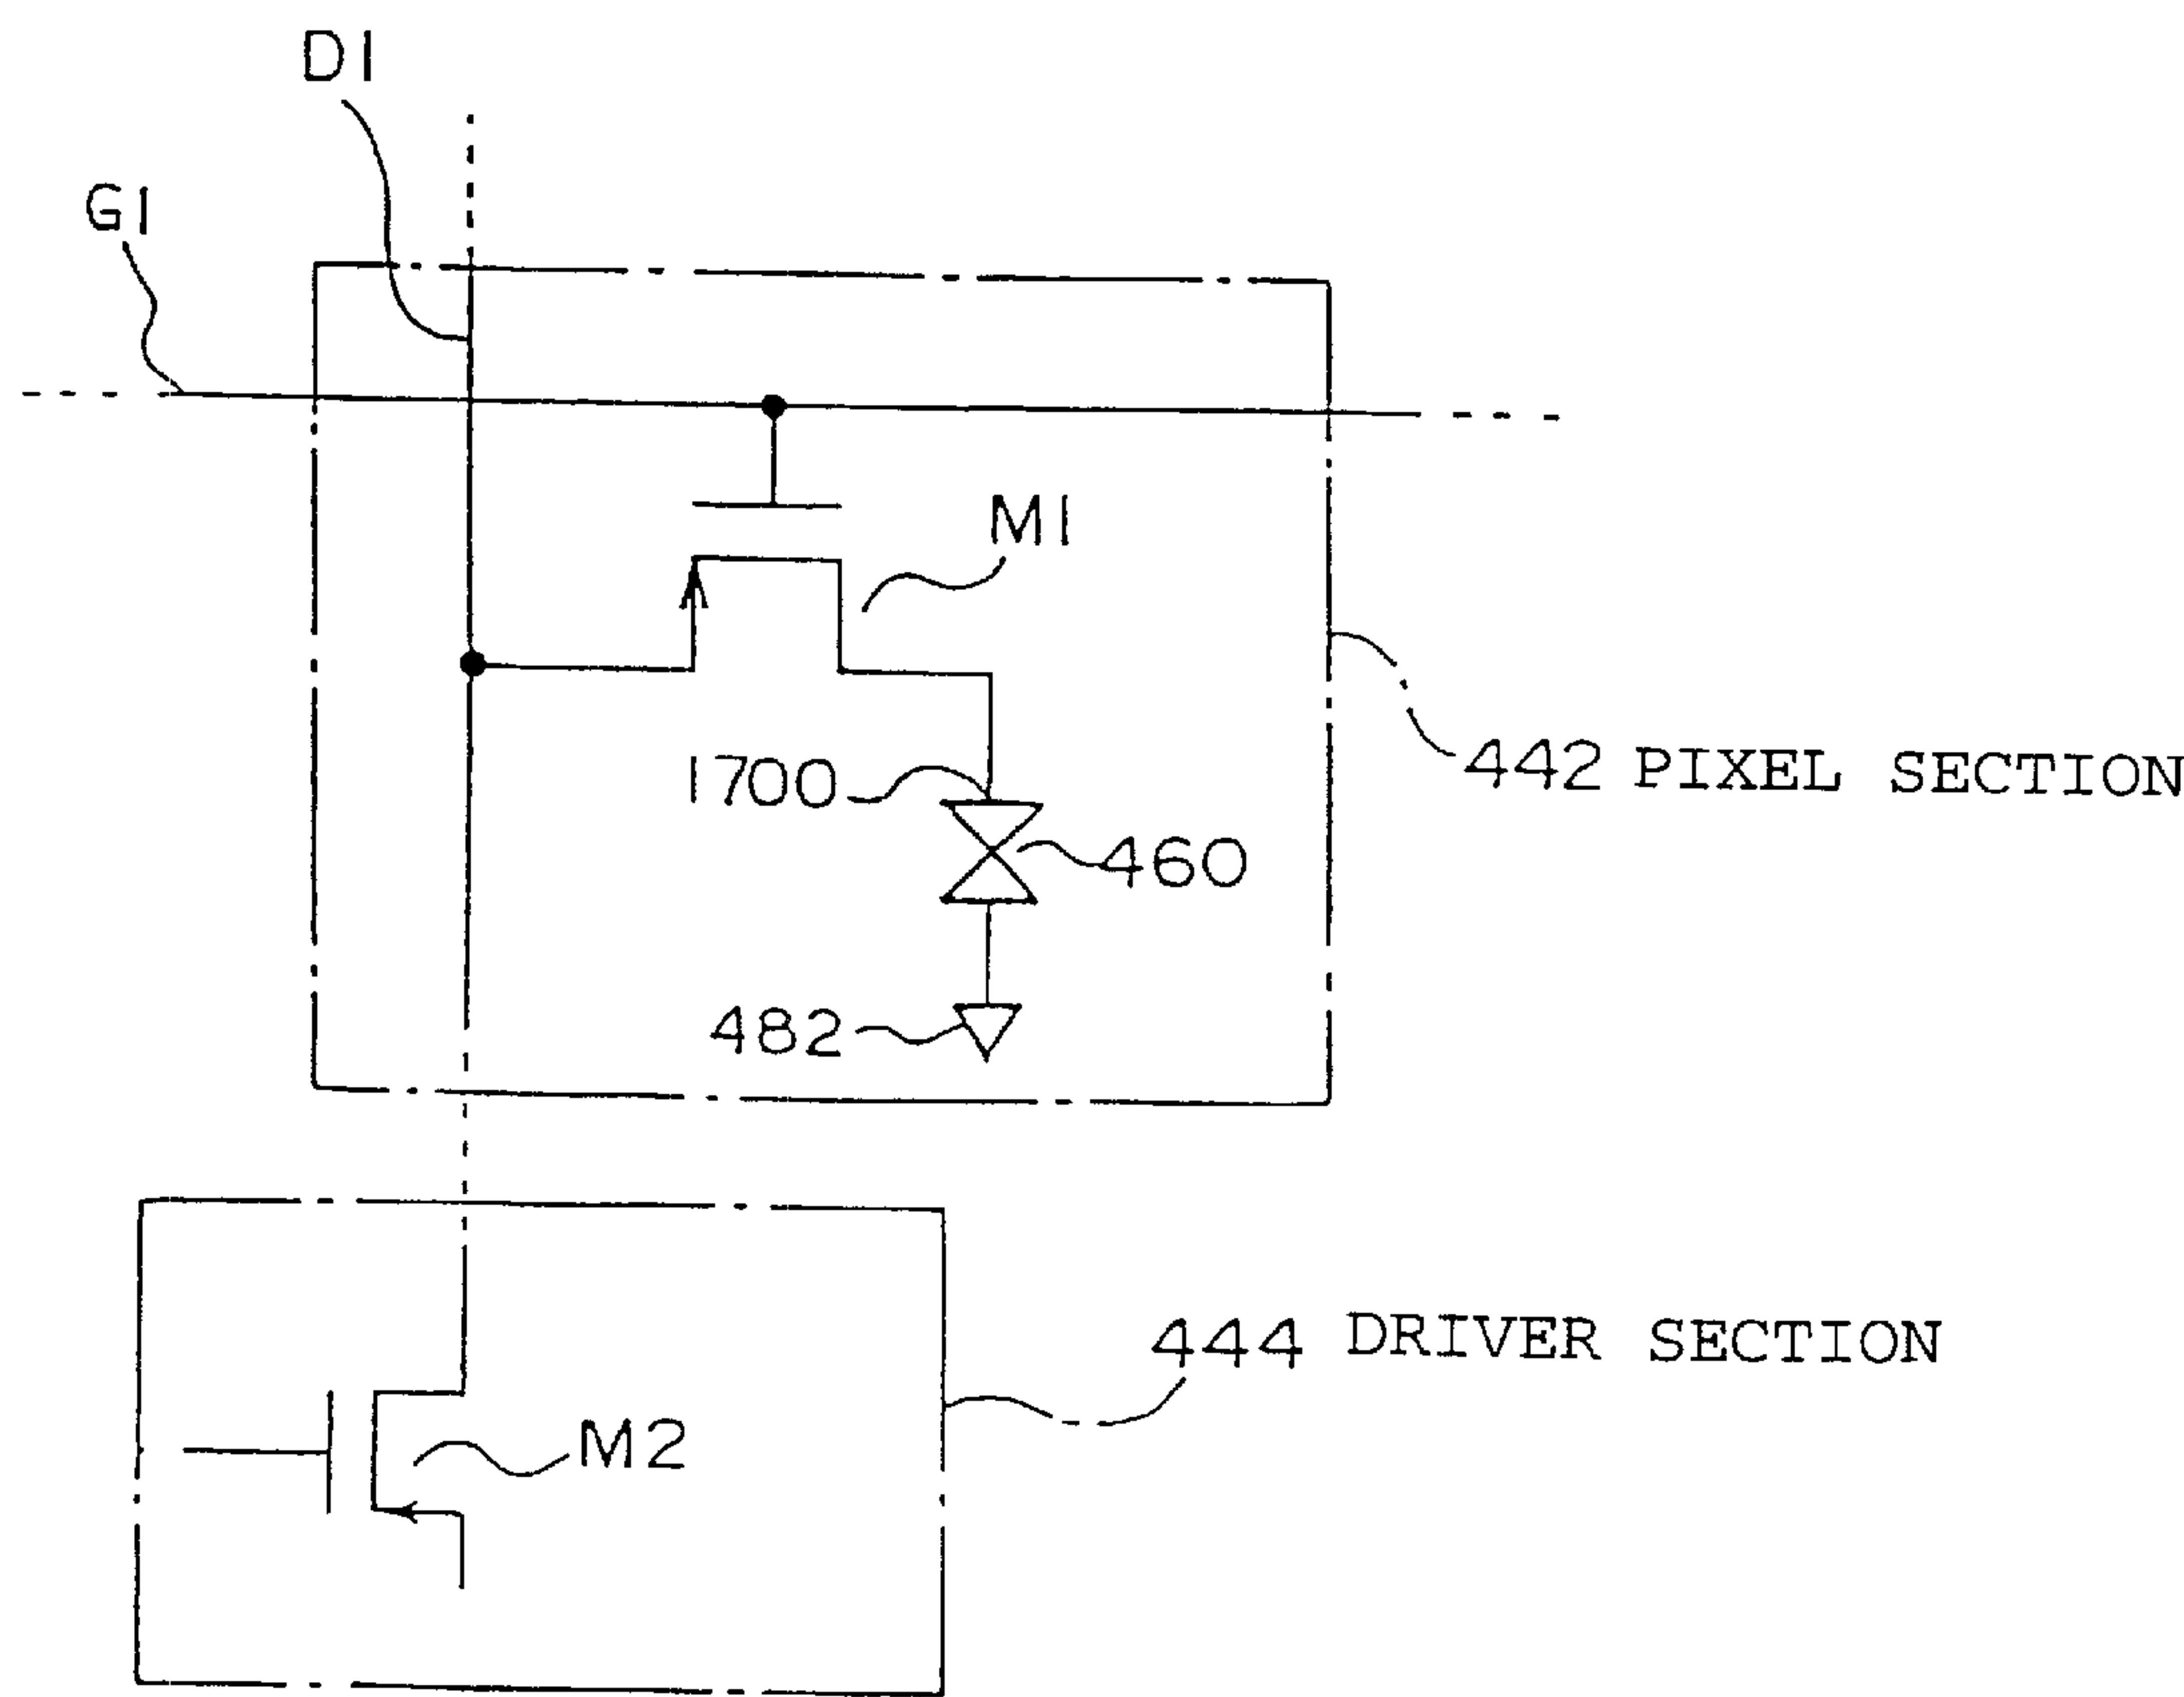 D1
G1
M1
442 PIXEL SECTION
1700
460
482
444 DRIVER SECTION
M2